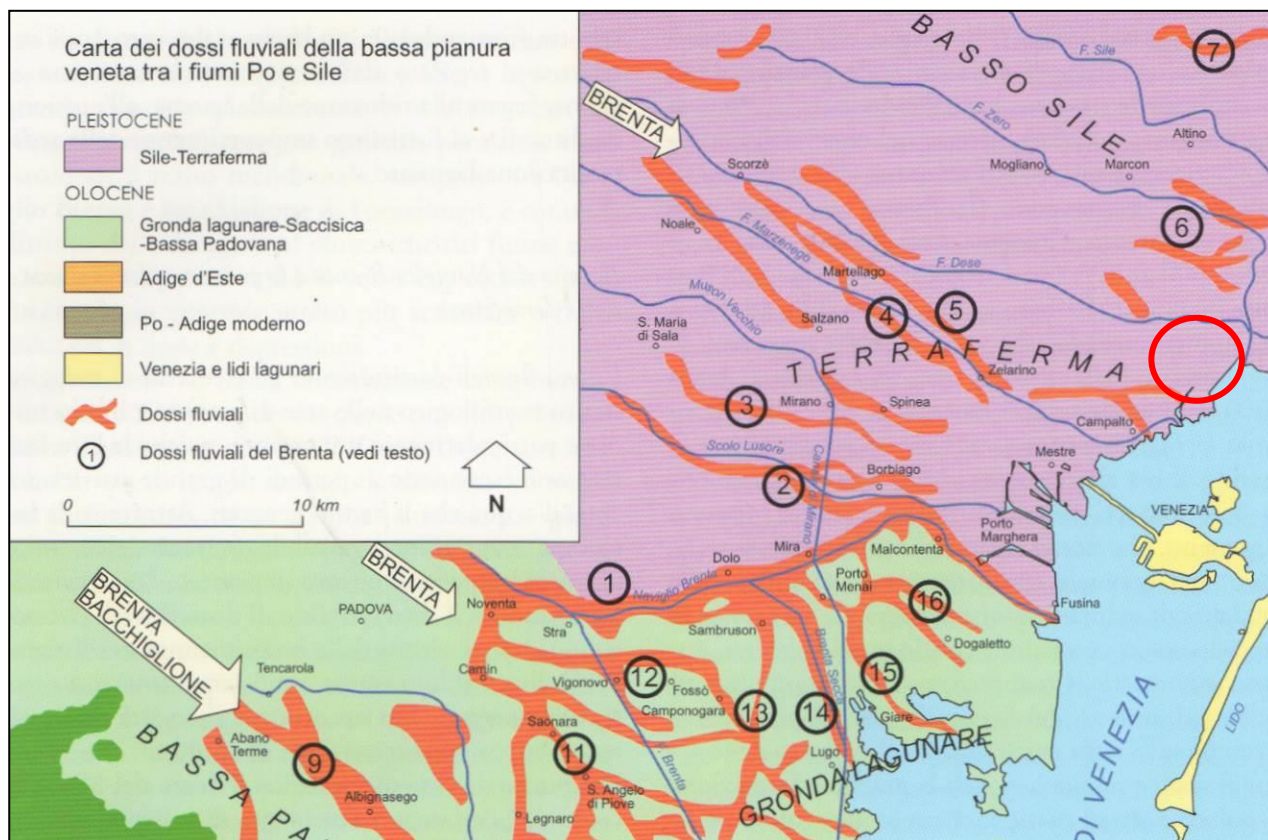 Carta dei dossi fluviali della bassa pianura
veneta tra i fiumi Po e Sile
PLEISTOCENE
Sile-Terraferma
OLOCENE
Gronda lagunare-Saccisica
-Bassa Padovana
Adige d'Este
Po - Adige moderno
Venezia e lidi lagunari
Dossi fluviali
1 Dossi fluviali del Brenta (vedi testo)
0 10 km
N
BASSO SILE
F. Sile
7
BRENTA
F. Zero
Altino
Scorzè
Mogliano
Marcon
Noale
F. Marzenego
6
F. Dese
Martellago
Muson Vecchio
4
5
S. Maria
di Sala
Salzano
TERRAFERMA
Zelarino
3
Mirano
Spinea
Campalto
Scolo Lusore
Mestre
2
Borbiago
Canale di Mirano
VENEZIA
Porto
Marghera
Mira
Malcontenta
Dolo
BRENTA
1
Naviglio Brenta
Porto
Menai
BRENTA
BACCHIGLIONE
PADOVA
Noventa
16
Fusina
Stra
Sambruson
Dogaletto
Tencarola
Camin
Vigonovo
12
Fossò
Brenta Secca
15
Camponogara
13
14
Giare
LIDO
Saonara
Abano
Terme
9
11
F. Brenta
Lugo
GRONDA LAGUNARE
DI VENEZIA
S. Angelo
di Piove
Albignasego
Legnaro
BASSA PA